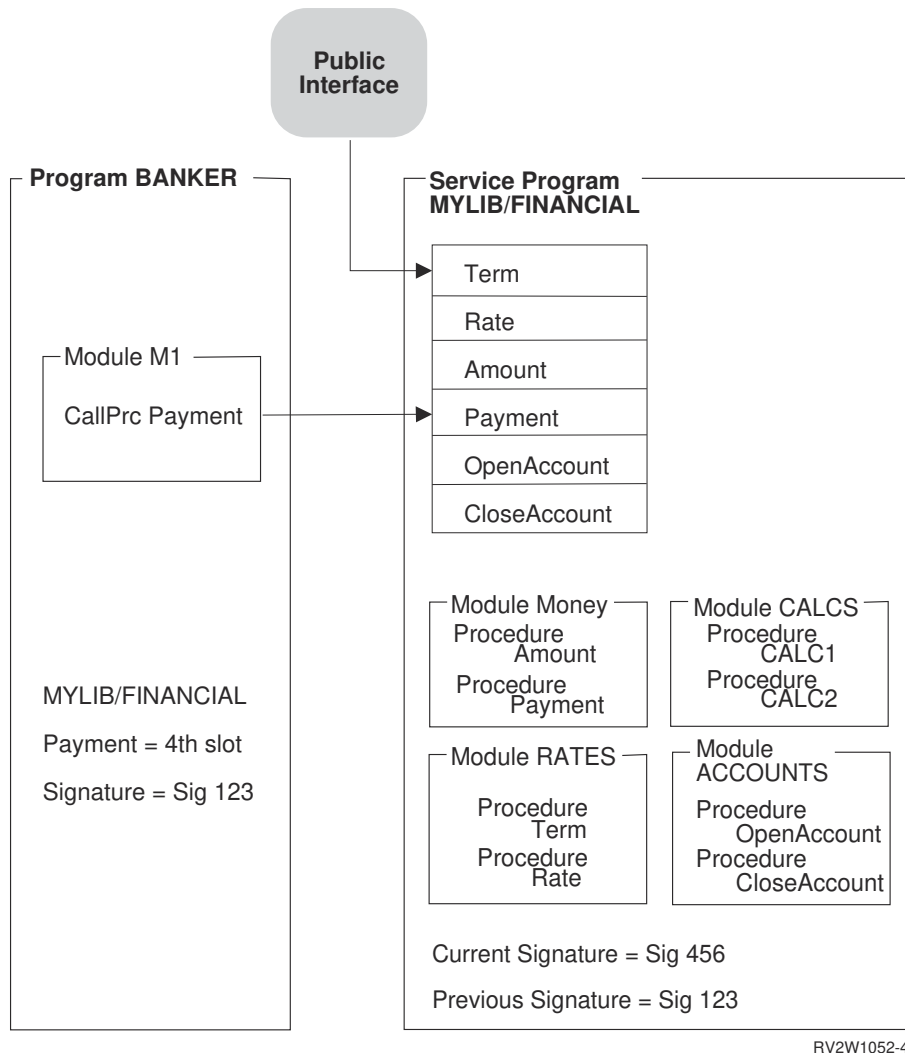 Public
Interface
Program BANKER
Module M1
CallPrc Payment
MYLIB/FINANCIAL
Payment = 4th slot
Signature = Sig 123
Service Program
MYLIB/FINANCIAL
Term
Rate
Amount
Payment
OpenAccount
CloseAccount
Module Money
Procedure
Amount
Procedure
Payment
Module CALCS
Procedure
CALC1
Procedure
CALC2
Module RATES
Procedure
Term
Procedure
Rate
Module
ACCOUNTS
Procedure
OpenAccount
Procedure
CloseAccount
Current Signature = Sig 456
Previous Signature = Sig 123
RV2W1052-4